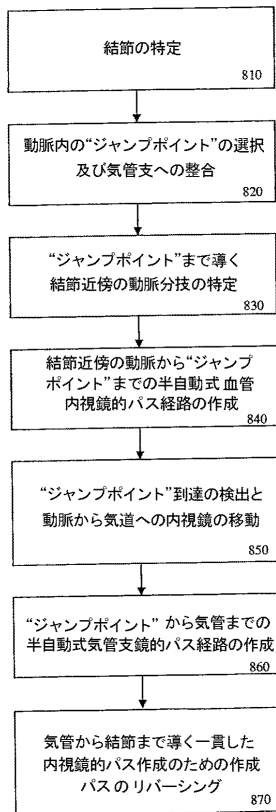 結節の特定
810
動脈内の“ジャンプポイント”の選択
及び気管支への整合
820
“ジャンプポイント”まで導く
結節近傍の動脈分技の特定
830
結節近傍の動脈から“ジャンプ
ポイント”までの半自動式 血管
内視鏡的パス経路の作成
840
“ジャンプポイント”到達の検出と
動脈から気道への内視鏡の移動
850
“ジャンプポイント” から気管までの
半自動式気管支鏡的パス経路の作成
860
気管から結節まで導く一貫した
内視鏡的パス作成のための作成
パス の リバーシング
870